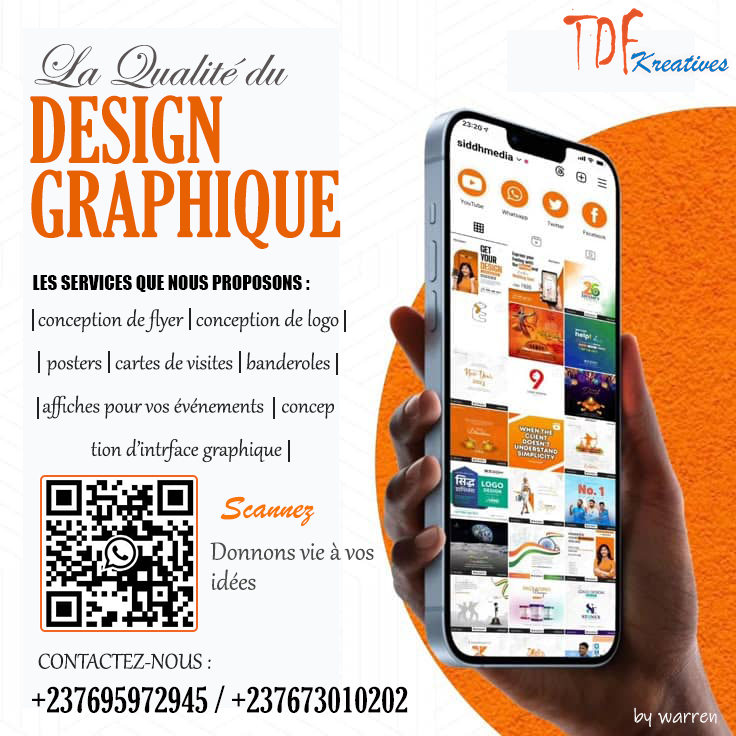 TDF
Kreatives
La Qualité du
DESIGN
GRAPHIQUE
LES SERVICES QUE NOUS PROPOSONS :
|conception de flyer|conception de logo|
| posters|cartes de visites|banderoles|
|affiches pour vos événements |concep
tion d'intrface graphique|
Scannez
Donnons vie à vos
idées
CONTACTEZ-NOUS :
+237695972945 / +237673010202
23:20
siddhmedia
YouTube
Whatsapp
Twitter
Facebook
GET
YOUR
DESIGN
26
help!
New Year
2023
9
WHEN THE
CLIENT
DOESN'T
UNDERSTAND
SIMPLICITY
सिद्ध
LOGO
DESIGN
No. 1
by warren